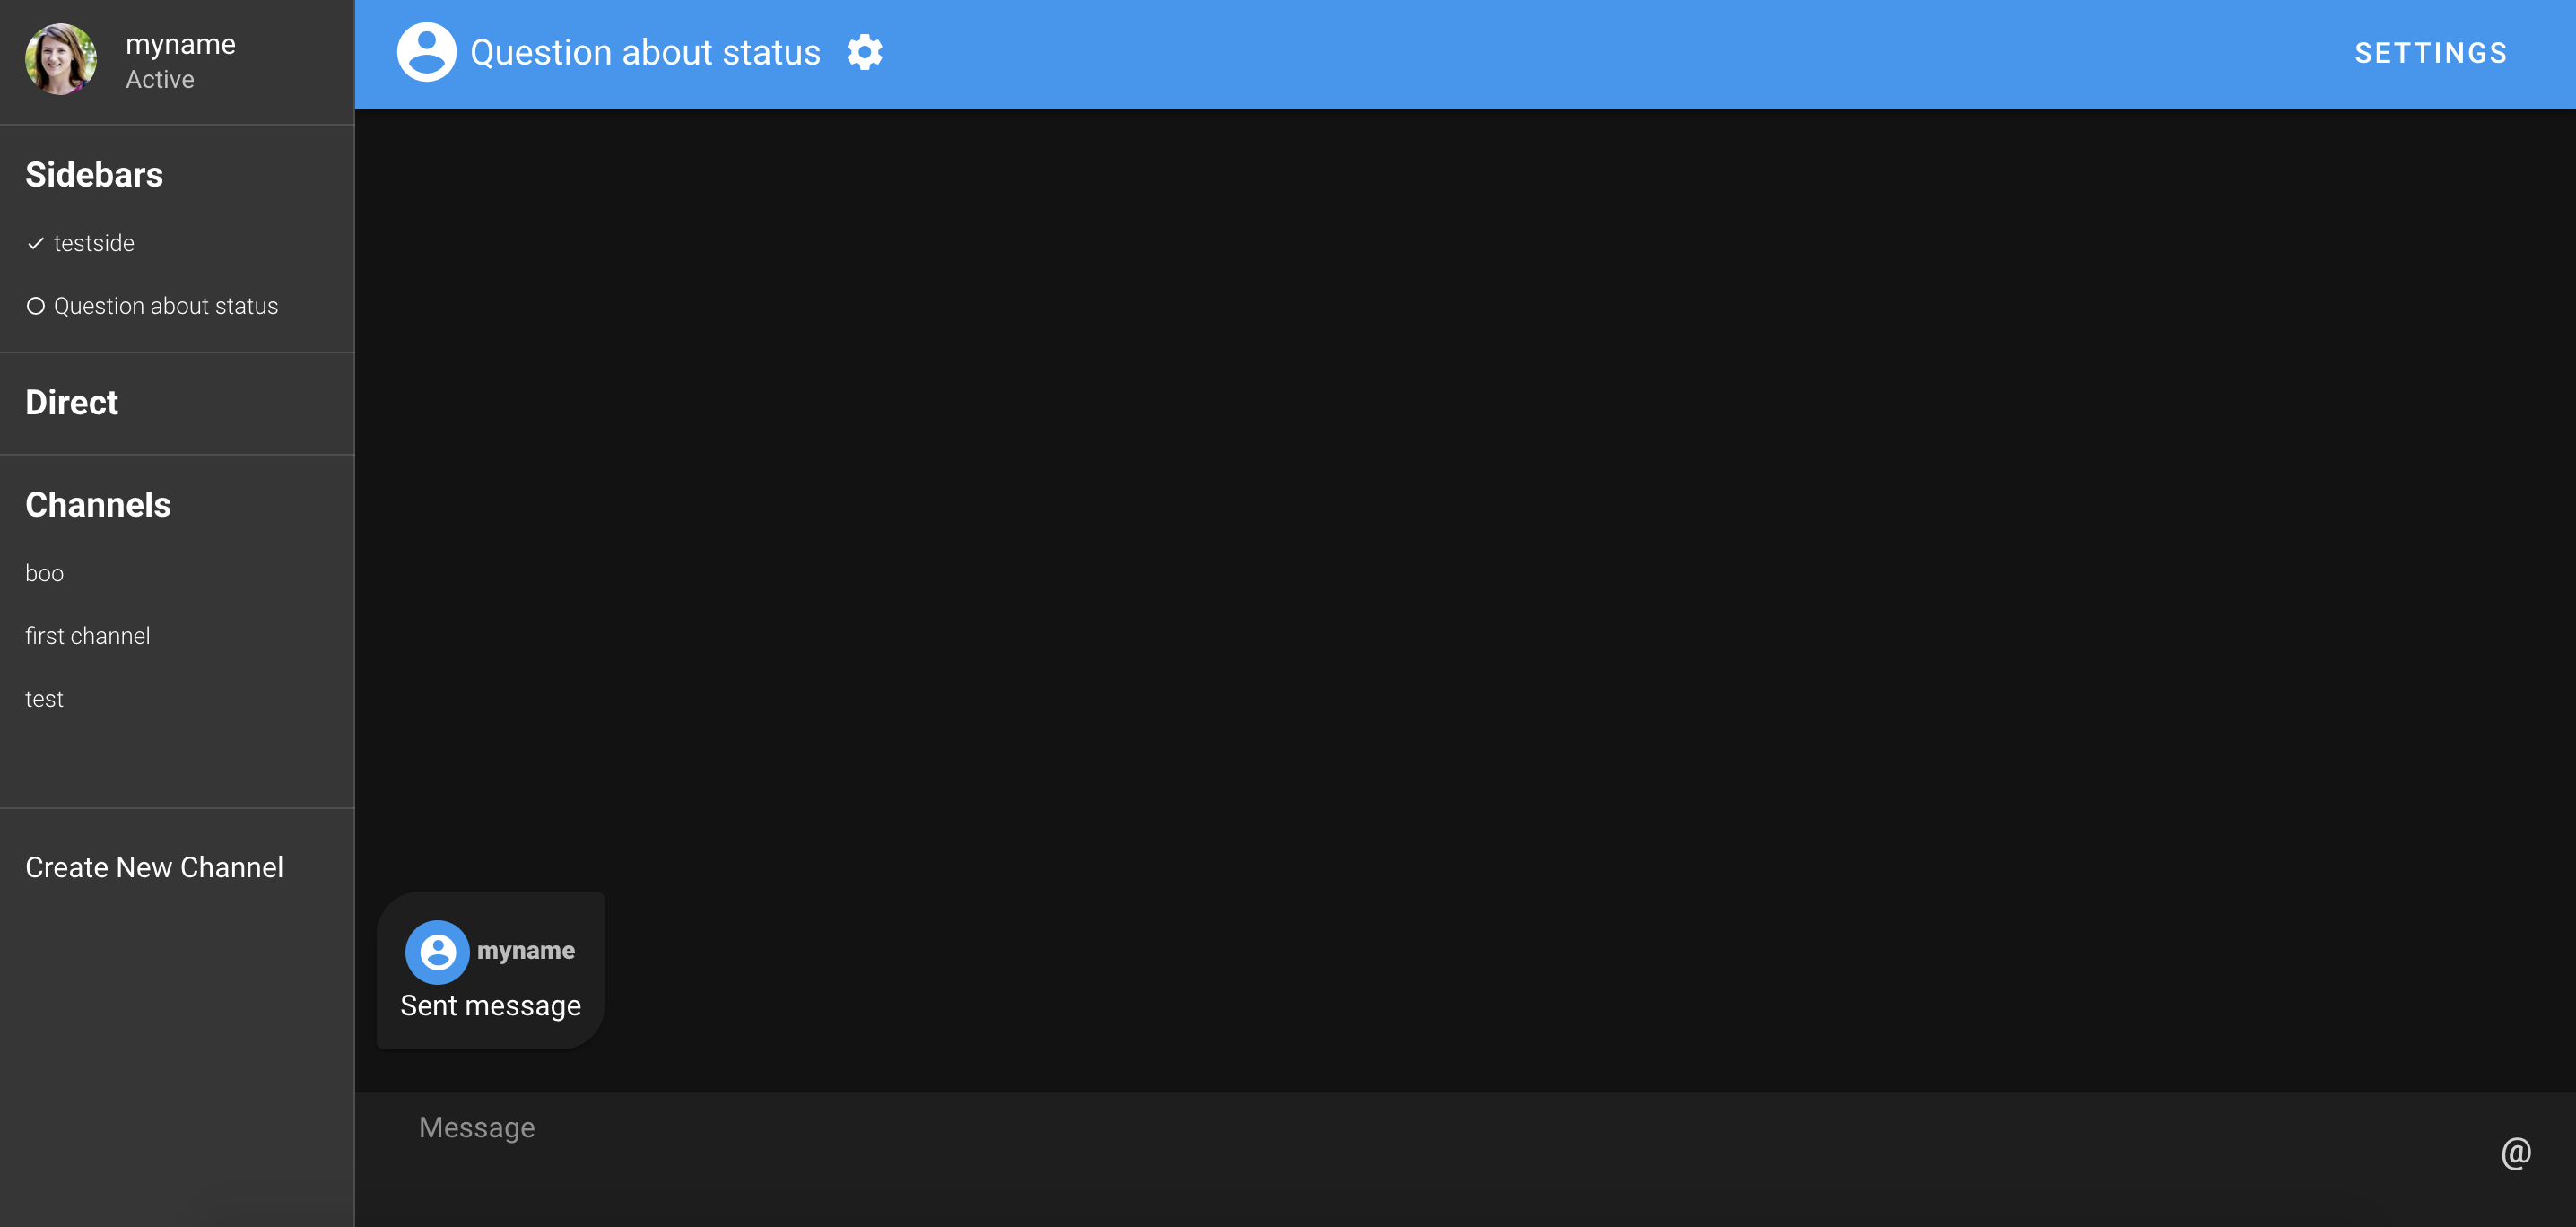 myname
Active
Question about status
SETTINGS
Sidebars
testside
Question about status
Direct
Channels
boo
first channel
test
Create New Channel
myname
Sent message
Message
@